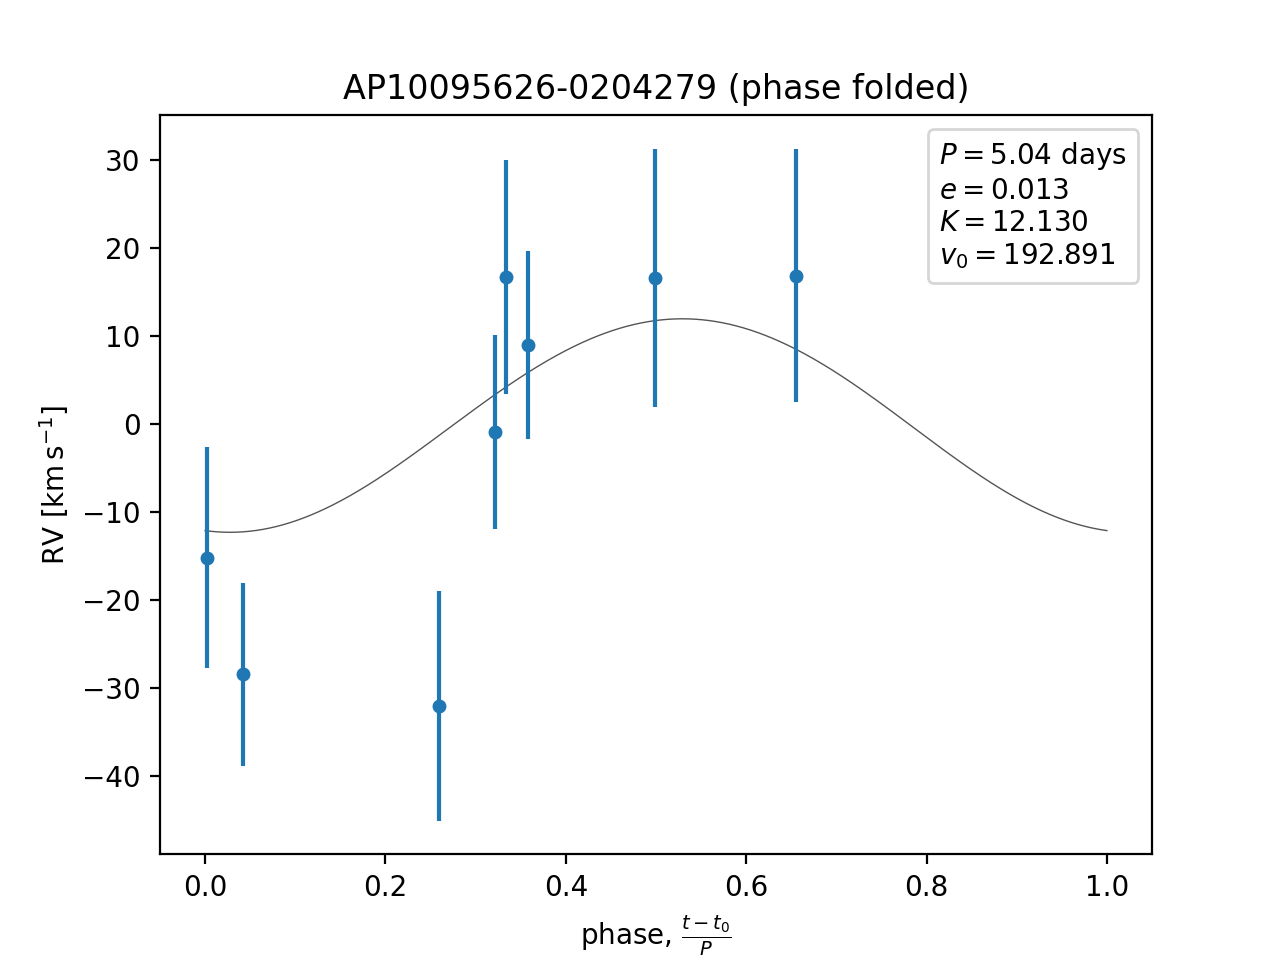 AP10095626-0204279 (phase folded)
P = 5.04 days
e = 0.013
K = 12.130
v₀ = 192.891
RV [km s⁻¹]
30
20
10
0
−10
−20
−30
−40
0.0 0.2 0.4 0.6 0.8 1.0
phase, (t − t₀)/P